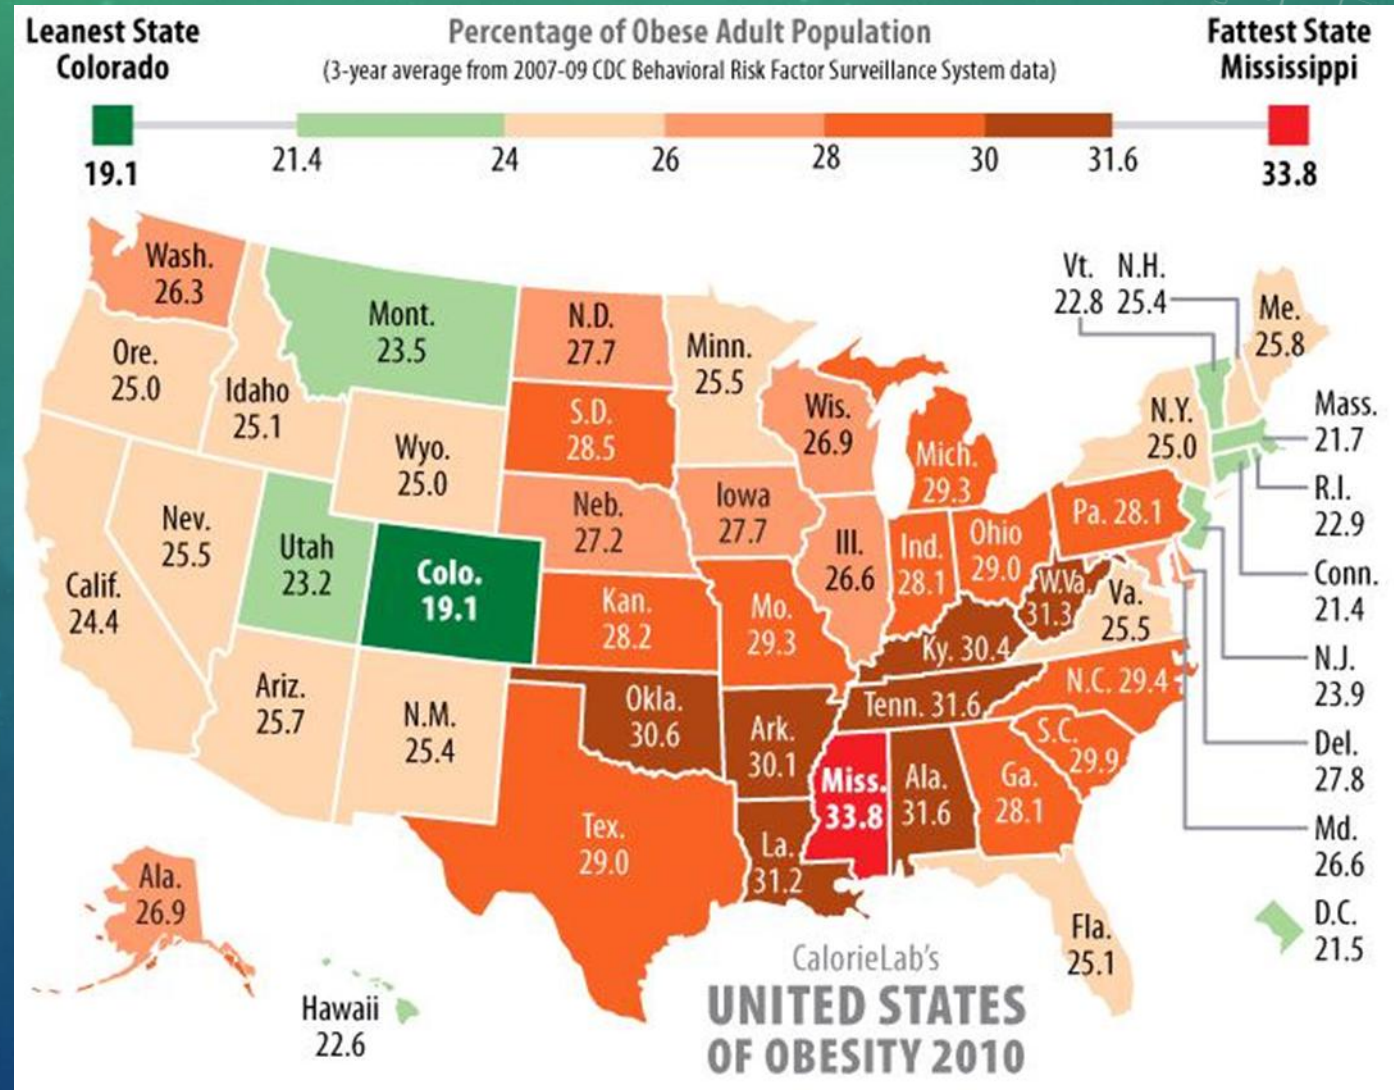 Leanest State
Colorado
19.1
Percentage of Obese Adult Population
(3-year average from 2007-09 CDC Behavioral Risk Factor Surveillance System data)
Fattest State
Mississippi
33.8
21.4 24 26 28 30 31.6
Wash.
26.3
Ore.
25.0
Idaho
25.1
Mont.
23.5
N.D.
27.7
Minn.
25.5
S.D.
28.5
Wyo.
25.0
Wis.
26.9
Mich.
29.3
Vt.
22.8
N.H.
25.4
Me.
25.8
N.Y.
25.0
Mass.
21.7
R.I.
22.9
Conn.
21.4
N.J.
23.9
Del.
27.8
Md.
26.6
D.C.
21.5
Calif.
24.4
Nev.
25.5
Utah
23.2
Colo.
19.1
Neb.
27.2
Iowa
27.7
Ill.
26.6
Ind.
28.1
Ohio
29.0
Pa. 28.1
W.Va.
31.3
Va.
25.5
Kan.
28.2
Mo.
29.3
Ky. 30.4
N.C. 29.4
Tenn. 31.6
S.C.
29.9
Ariz.
25.7
N.M.
25.4
Okla.
30.6
Ark.
30.1
Miss.
33.8
Ala.
31.6
Ga.
28.1
Tex.
29.0
La.
31.2
Fla.
25.1
Ala.
26.9
Hawaii
22.6
CalorieLab's
UNITED STATES
OF OBESITY 2010